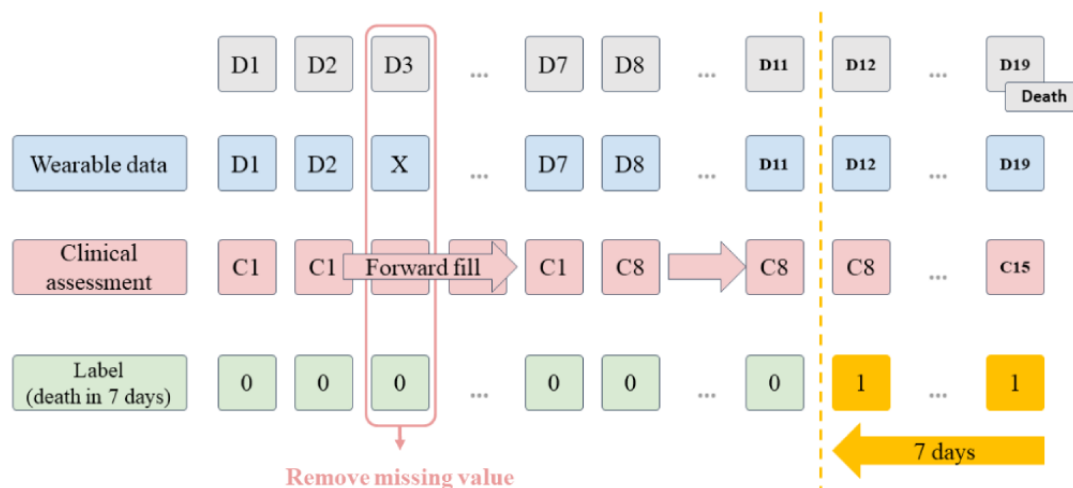 D1 D2 D3 ... D7 D8 ... D11 D12 ... D19
Death
Wearable data D1 D2 X ... D7 D8 ... D11 D12 ... D19
Clinical
assessment C1 C1 Forward fill C1 C8 C8 C8 ... C15
Label
(death in 7 days) 0 0 0 ... 0 0 ... 0 1 ... 1
7 days
Remove missing value